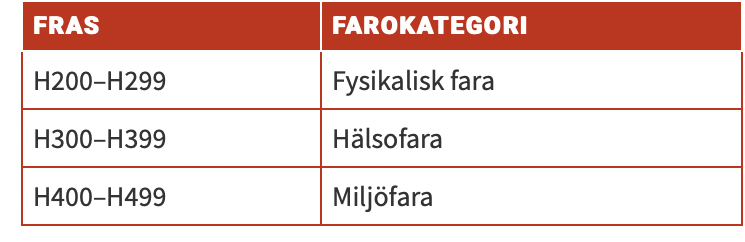 FRAS FAROKATEGORI
H200–H299 Fysikalisk fara
H300–H399 Hälsofara
H400–H499 Miljöfara